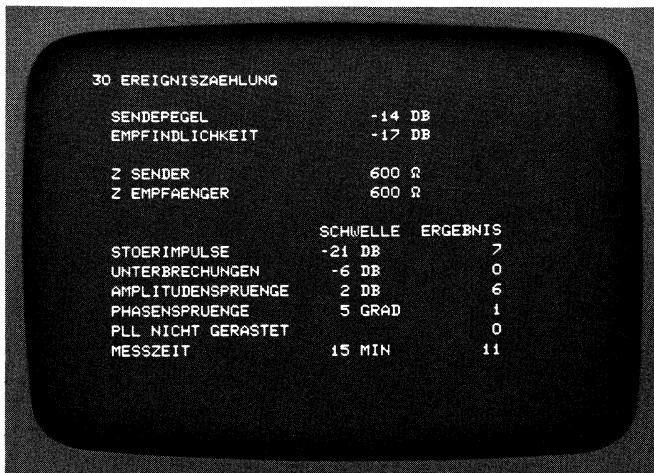 30 EREIGNISZAEHLUNG
SENDEPEGEL -14 DB
EMPFINDLICHKEIT -17 DB
Z SENDER 600 Ω
Z EMPFAENGER 600 Ω
SCHWELLE ERGEBNIS
STOERIMPULSE -21 DB 7
UNTERBRECHUNGEN -6 DB 0
AMPLITUDENSPRUENGE 2 DB 6
PHASENSPRUENGE 5 GRAD 1
PLL NICHT GERASTET 0
MESSZEIT 15 MIN 11